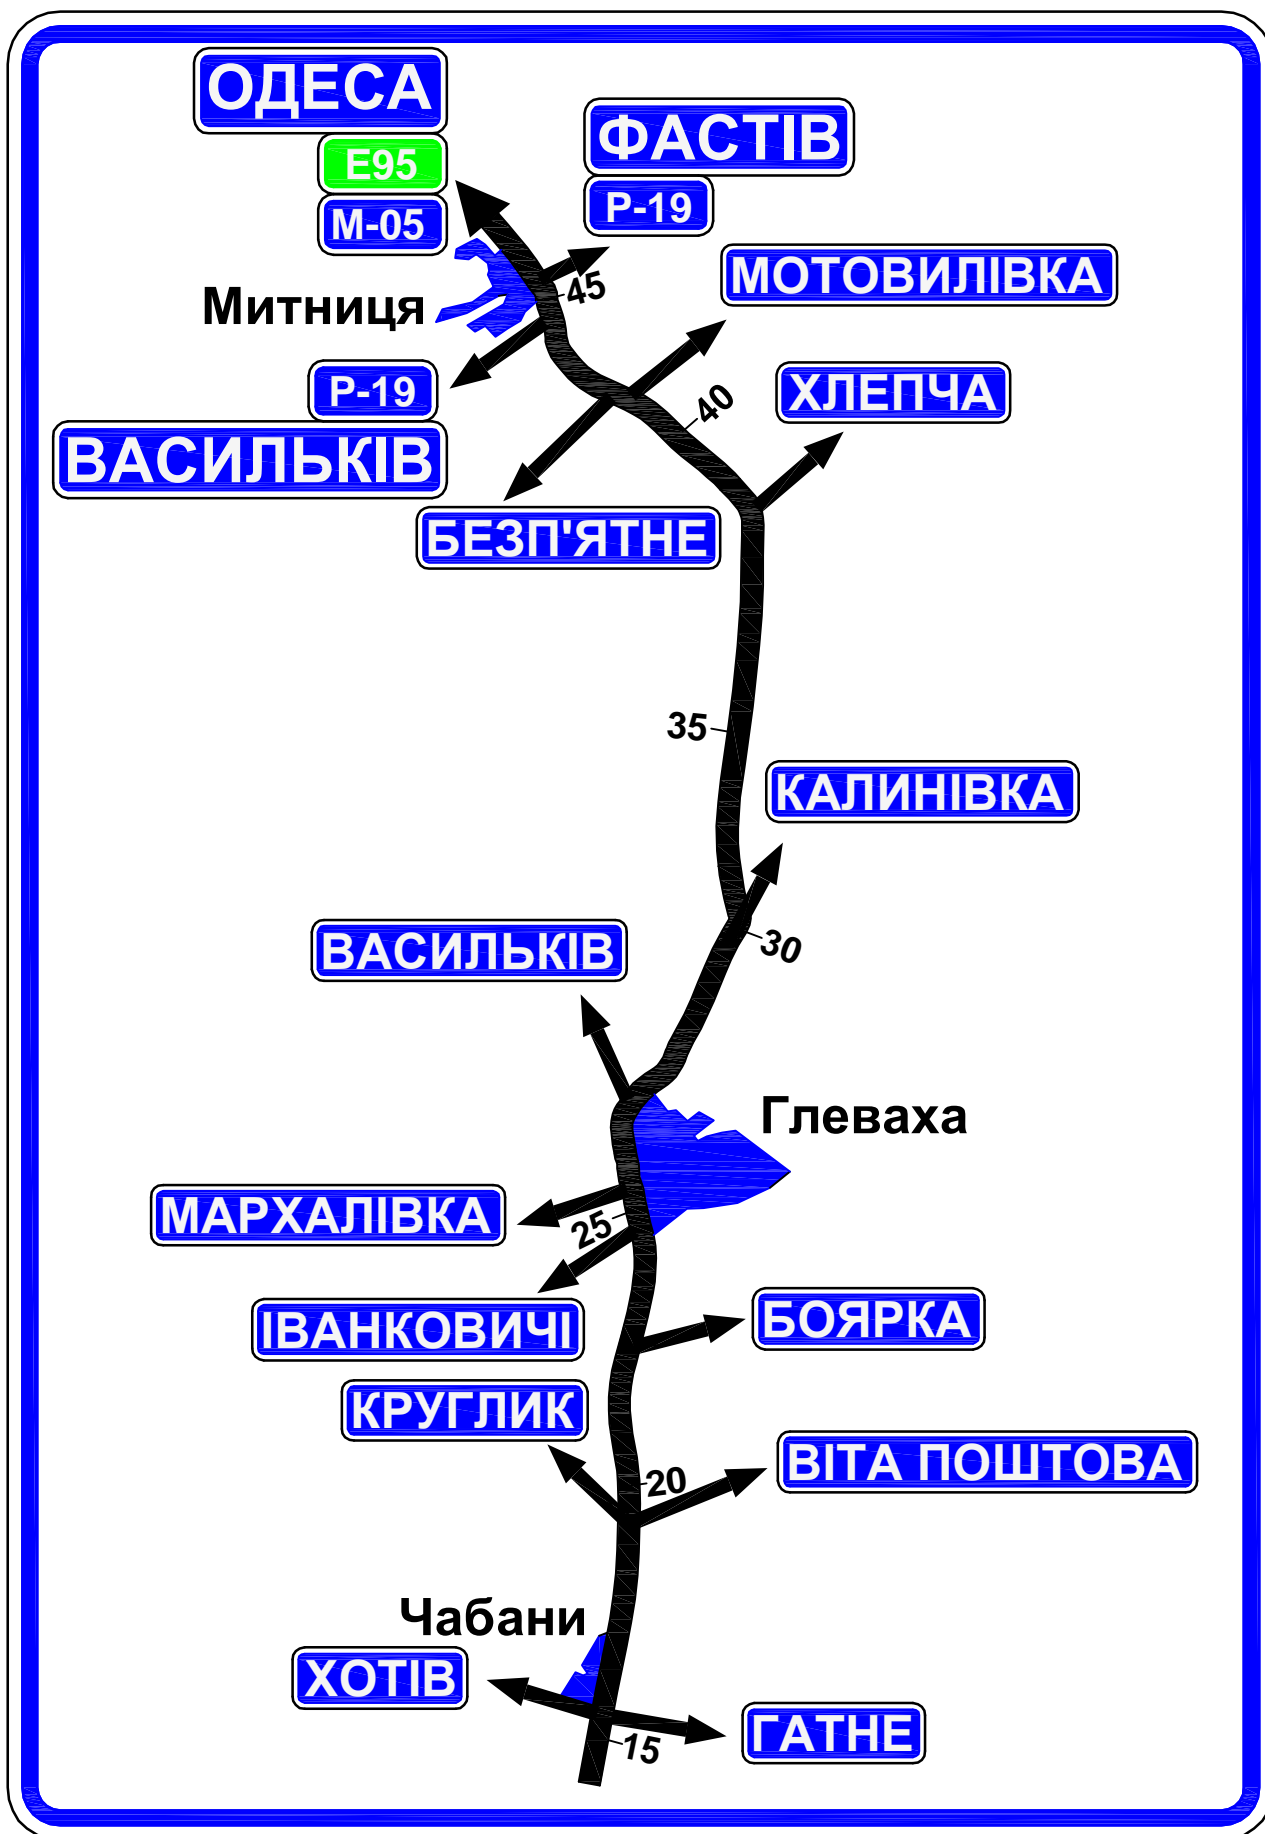 ОДЕСА
E95
М-05
ФАСТІВ
Р-19
МОТОВИЛІВКА
45
Митниця
Р-19
ВАСИЛЬКІВ
ХЛЕПЧА
40
БЕЗП'ЯТНЕ
35
КАЛИНІВКА
30
ВАСИЛЬКІВ
Глеваха
МАРХАЛІВКА
25
ІВАНКОВИЧІ
БОЯРКА
КРУГЛИК
ВІТА ПОШТОВА
20
Чабани
ХОТІВ
ГАТНЕ
15